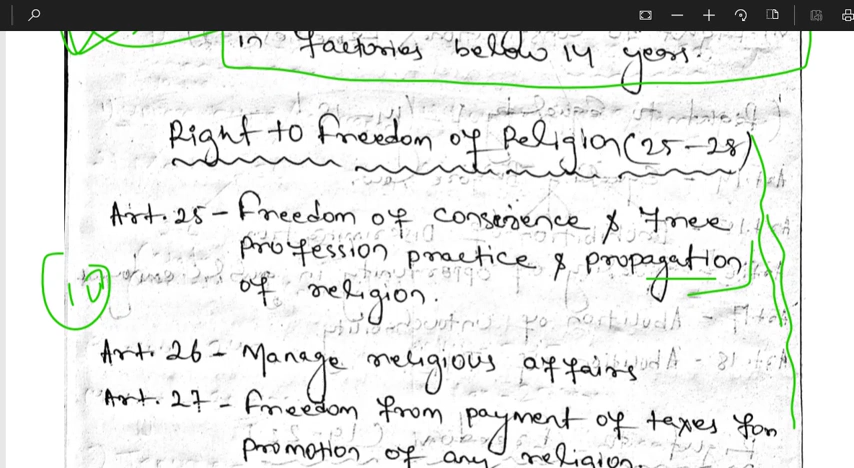 in factories below 14 years.
Right to Freedom of Religion (25-28)
Art. 25 - Freedom of conscience & Free
profession practice & propagation
of religion.
10
Art. 26 - Manage religious affairs
Art. 27 - Freedom from payment of taxes for
promotion of any religion.